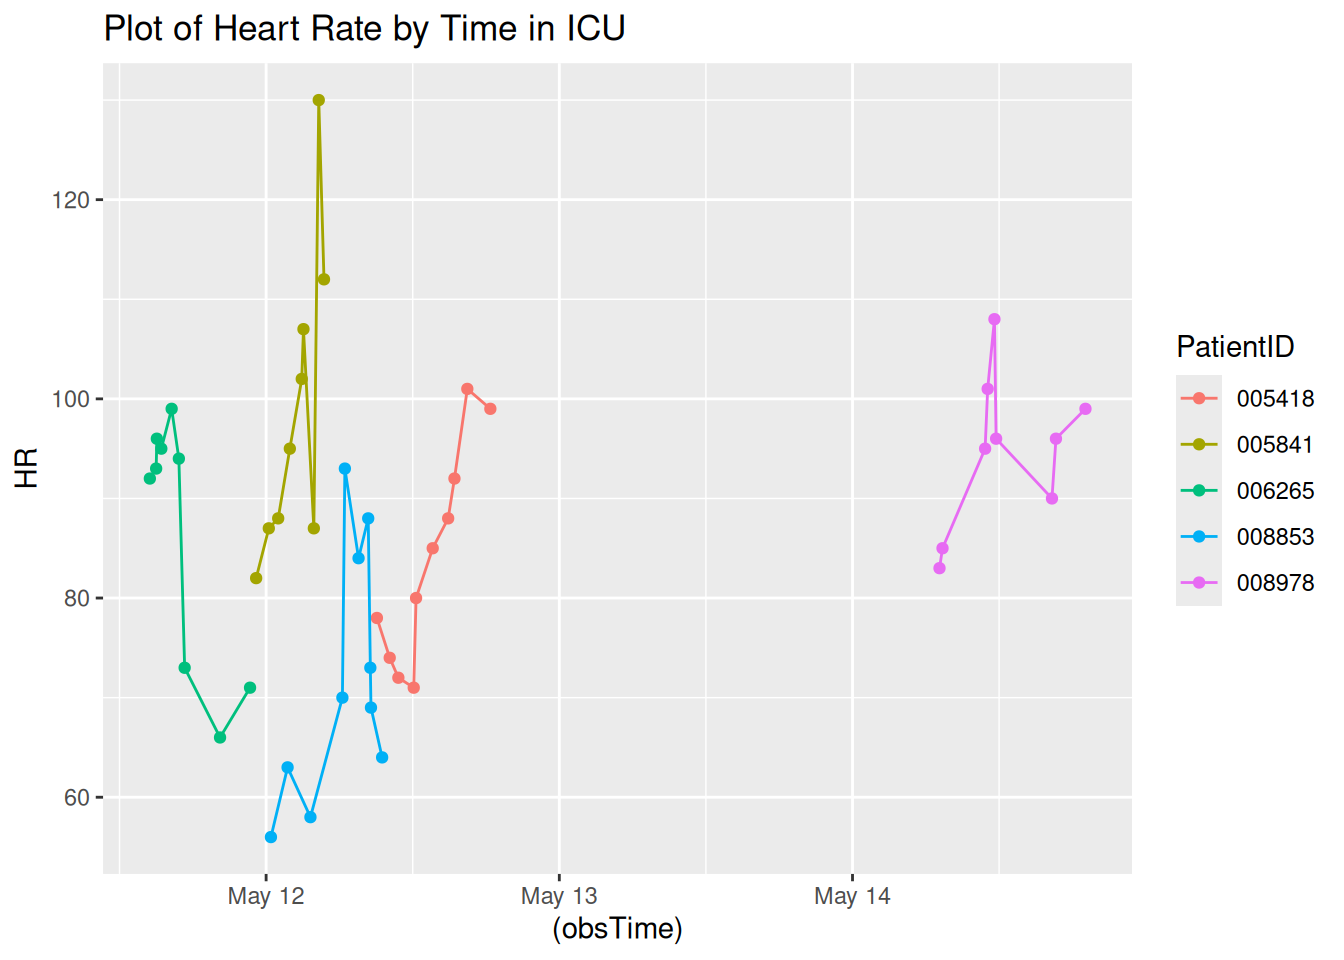 Plot of Heart Rate by Time in ICU
HR
120
100
80
60
May 12
May 13
May 14
(obsTime)
PatientID
005418
005841
006265
008853
008978